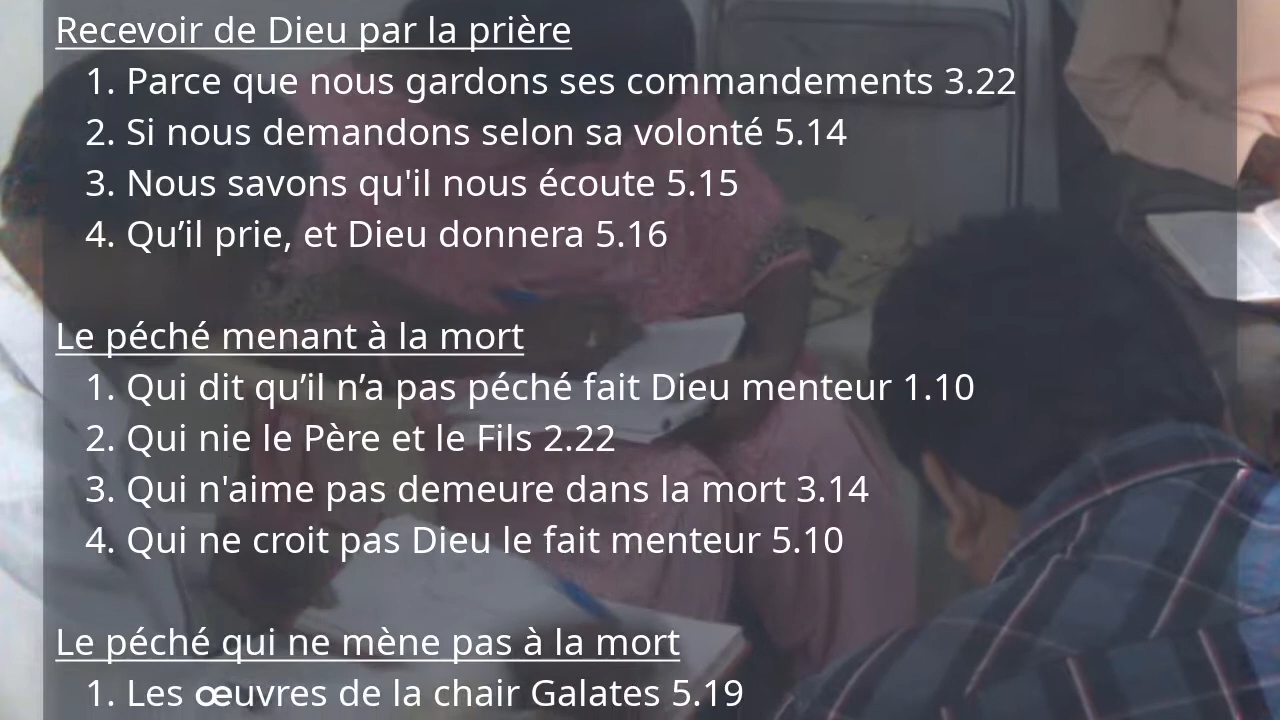 Recevoir de Dieu par la prière
1. Parce que nous gardons ses commandements 3.22
2. Si nous demandons selon sa volonté 5.14
3. Nous savons qu'il nous écoute 5.15
4. Qu’il prie, et Dieu donnera 5.16
Le péché menant à la mort
1. Qui dit qu’il n’a pas péché fait Dieu menteur 1.10
2. Qui nie le Père et le Fils 2.22
3. Qui n'aime pas demeure dans la mort 3.14
4. Qui ne croit pas Dieu le fait menteur 5.10
Le péché qui ne mène pas à la mort
1. Les œuvres de la chair Galates 5.19